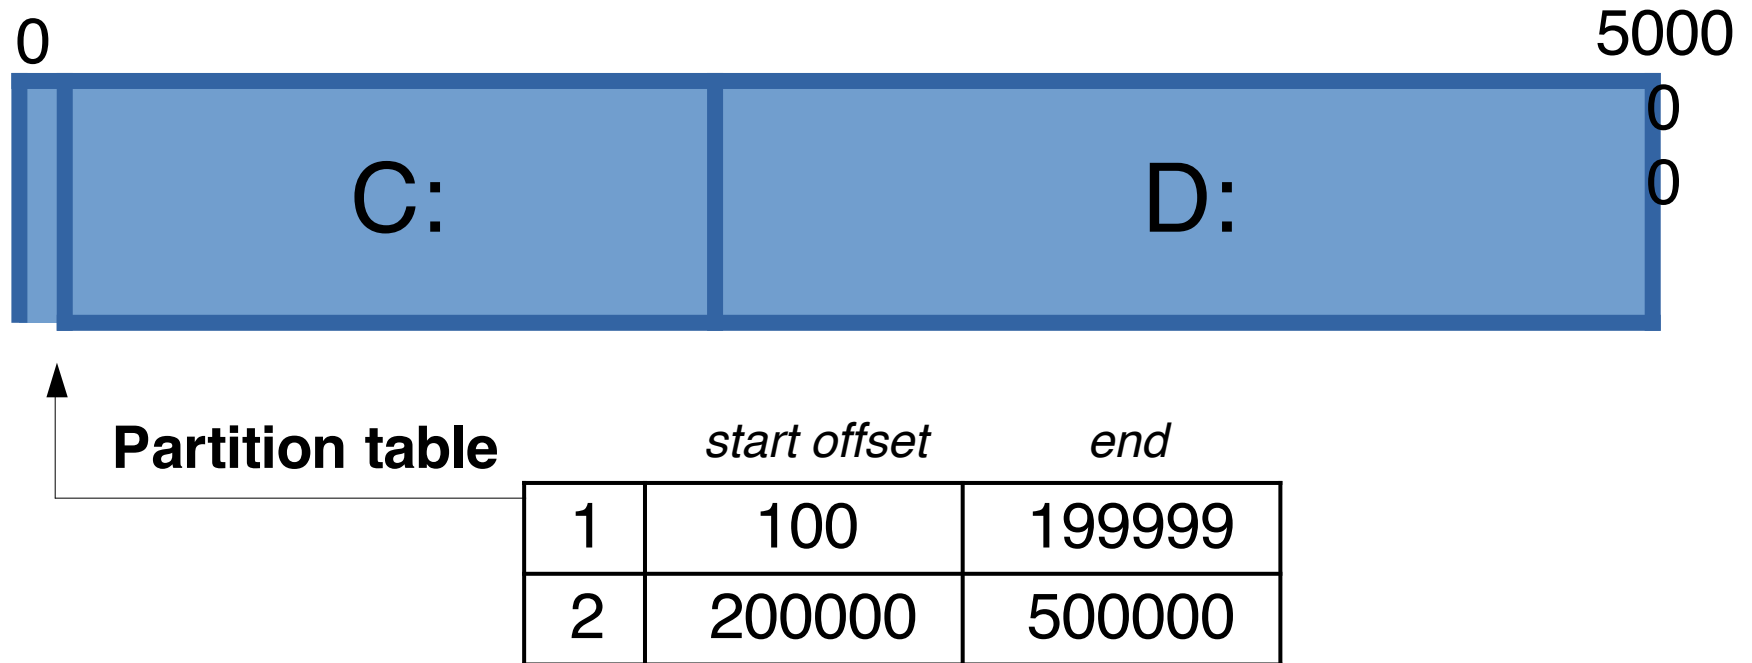 0 5000
0
0
C: D:
Partition table
start offset end
1 100 199999
2 200000 500000